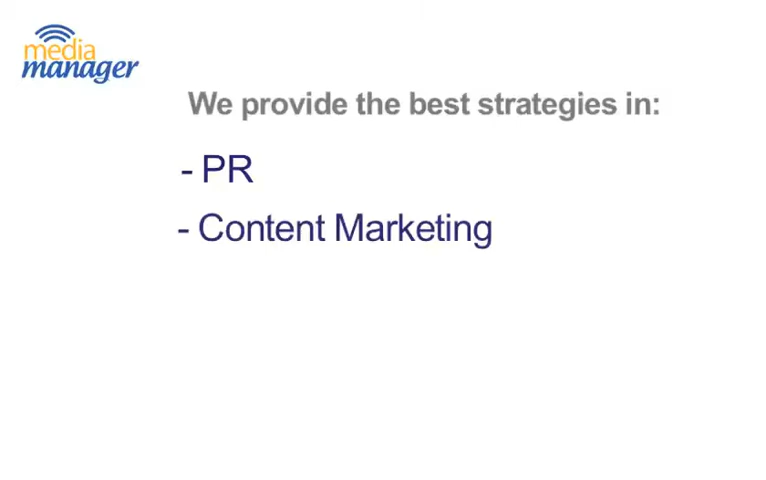 media
manager
We provide the best strategies in:
- PR
- Content Marketing